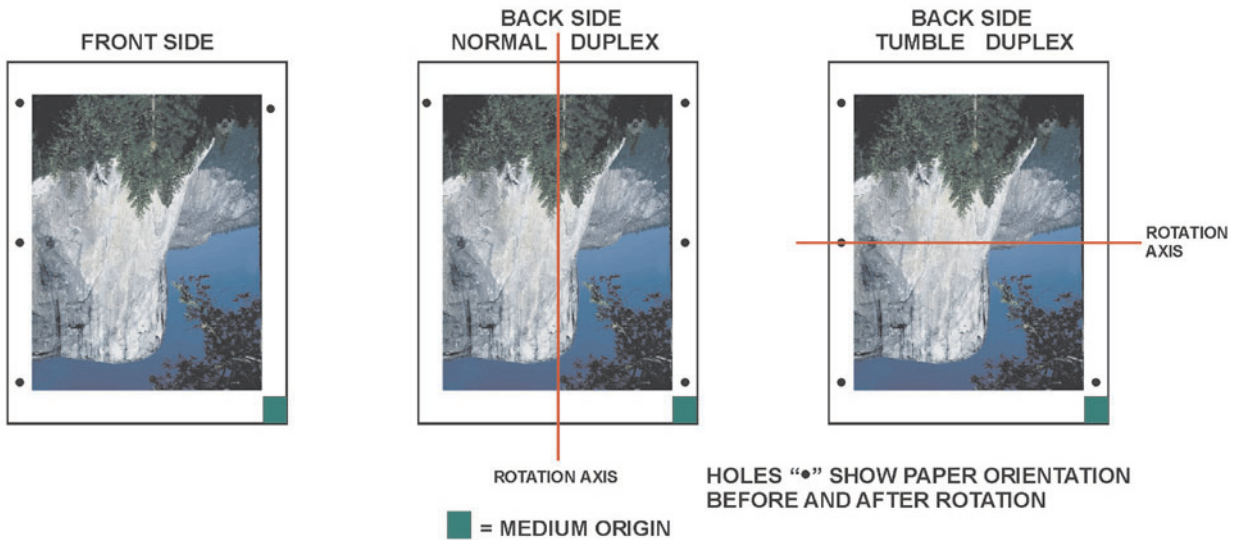 FRONT SIDE
BACK SIDE
NORMAL DUPLEX
BACK SIDE
TUMBLE DUPLEX
ROTATION
AXIS
ROTATION AXIS
HOLES “•” SHOW PAPER ORIENTATION
BEFORE AND AFTER ROTATION
= MEDIUM ORIGIN